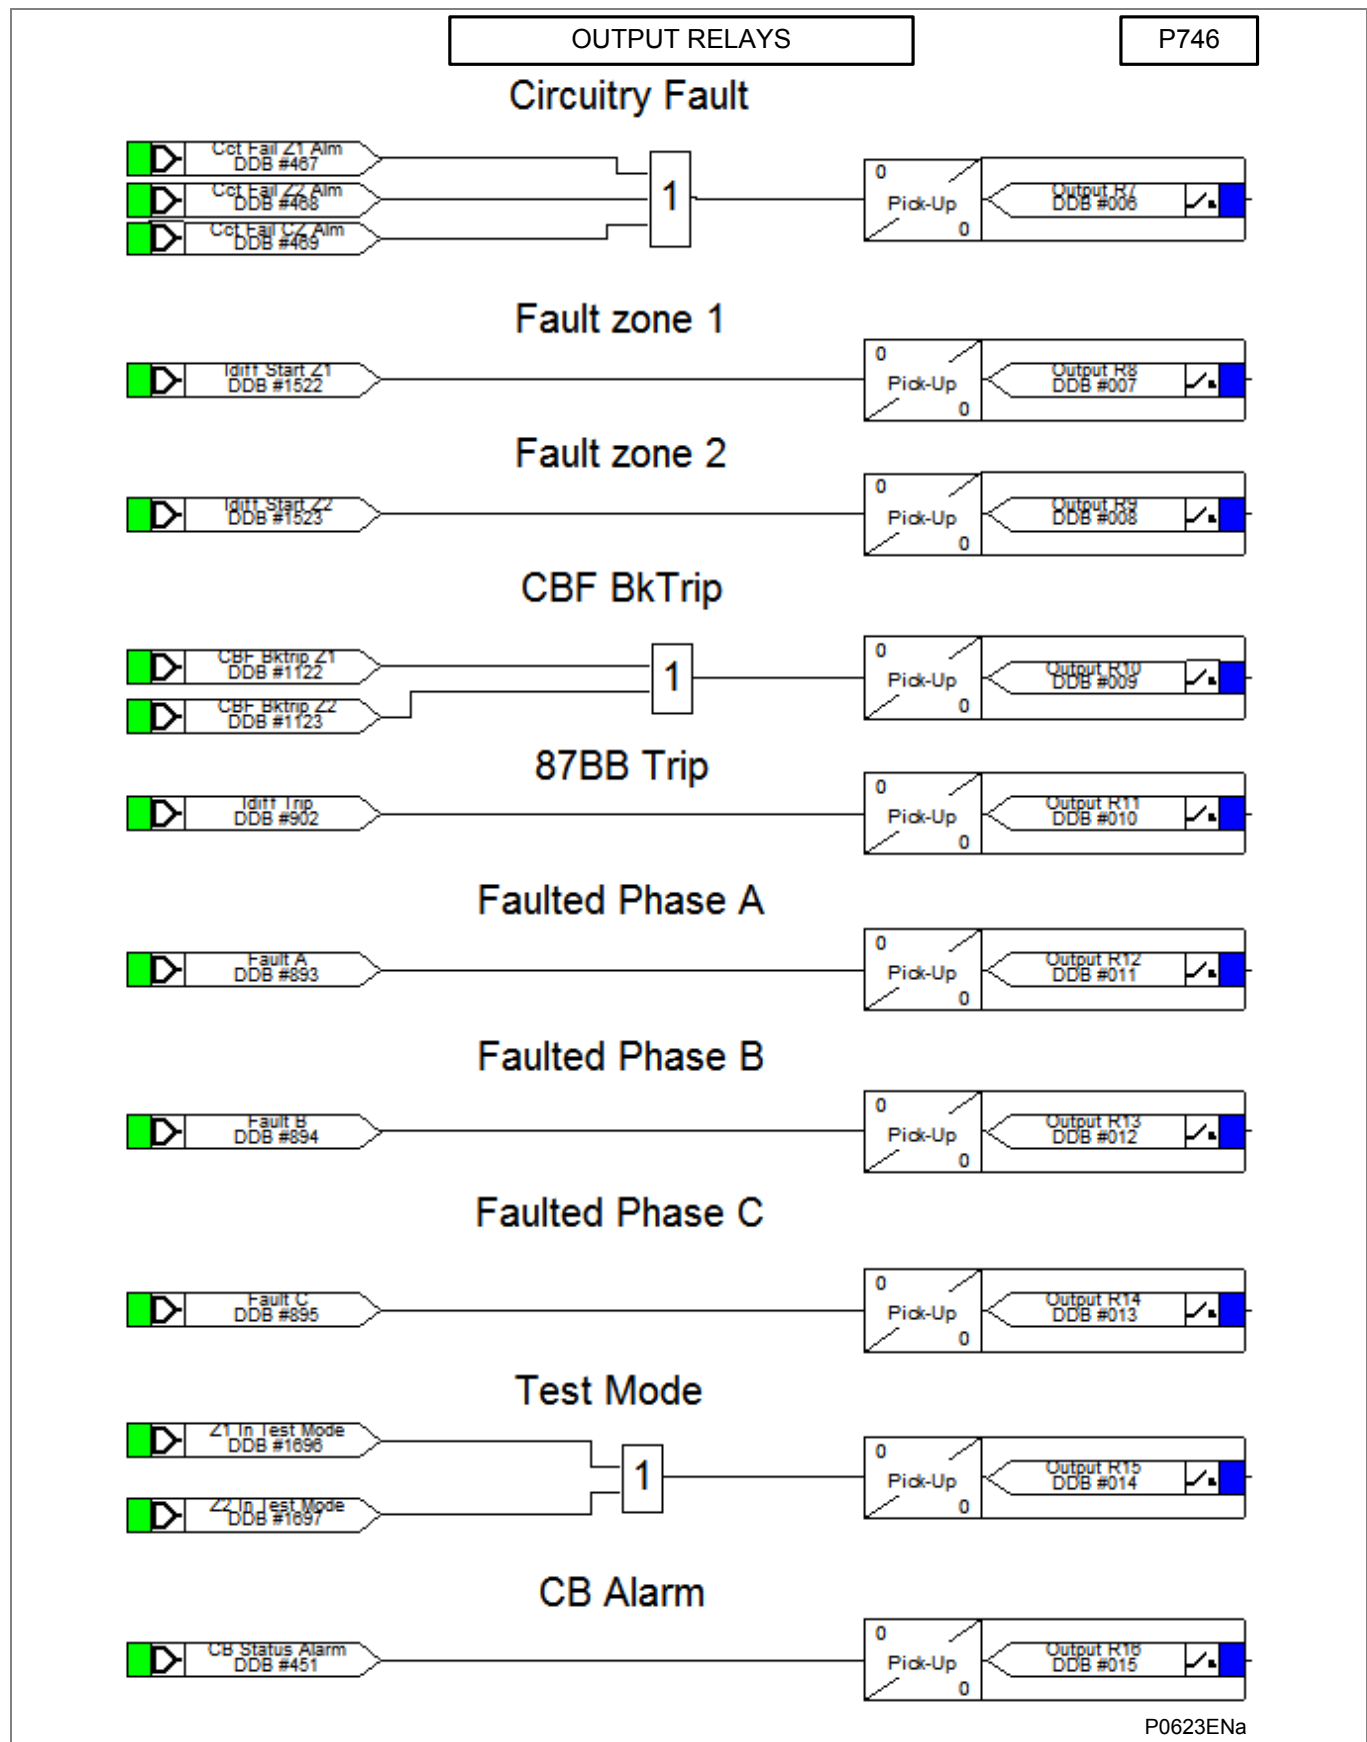 OUTPUT RELAYS
P746
Circuitry Fault
Cct Fail Z1 Alm
DDB #467
Cct Fail Z2 Alm
DDB #468
Cct Fail CZ Alm
DDB #469
1
0
Pick-Up
0
Output R7
DDB #006
Fault zone 1
Idiff Start Z1
DDB #1522
0
Pick-Up
0
Output R8
DDB #007
Fault zone 2
Idiff Start Z2
DDB #1523
0
Pick-Up
0
Output R9
DDB #008
CBF BkTrip
CBF Bktrip Z1
DDB #1122
CBF Bktrip Z2
DDB #1123
1
0
Pick-Up
0
Output R10
DDB #009
87BB Trip
Idiff Trip
DDB #902
0
Pick-Up
0
Output R11
DDB #010
Faulted Phase A
Fault A
DDB #893
0
Pick-Up
0
Output R12
DDB #011
Faulted Phase B
Fault B
DDB #894
0
Pick-Up
0
Output R13
DDB #012
Faulted Phase C
Fault C
DDB #895
0
Pick-Up
0
Output R14
DDB #013
Test Mode
Z1 In Test Mode
DDB #1696
Z2 In Test Mode
DDB #1697
1
0
Pick-Up
0
Output R15
DDB #014
CB Alarm
CB Status Alarm
DDB #451
0
Pick-Up
0
Output R16
DDB #015
P0623ENa